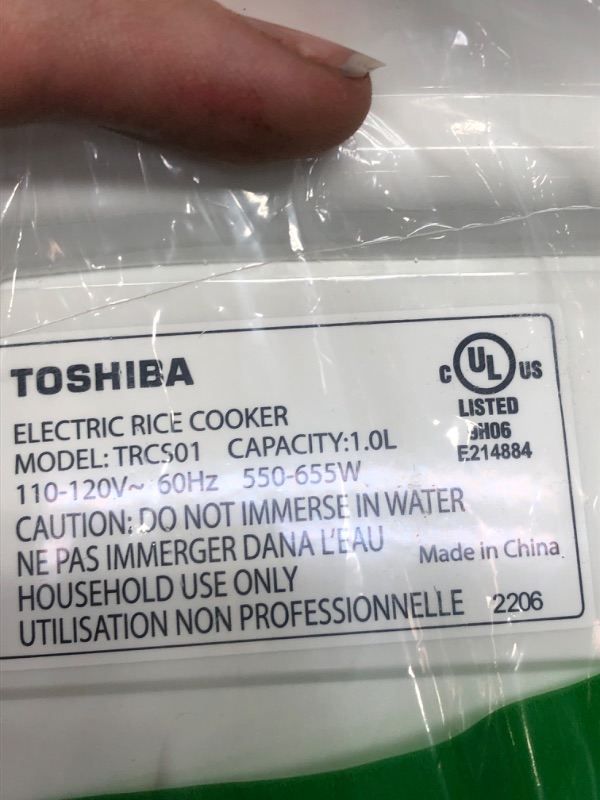 TOSHIBA
ELECTRIC RICE COOKER
MODEL: TRCS01 CAPACITY:1.0L
110-120V~ 60Hz 550-655W
CAUTION: DO NOT IMMERSE IN WATER
NE PAS IMMERGER DANA L'EAU
HOUSEHOLD USE ONLY
UTILISATION NON PROFESSIONNELLE
C UL US
LISTED
9H06
E214884
Made in China
2206